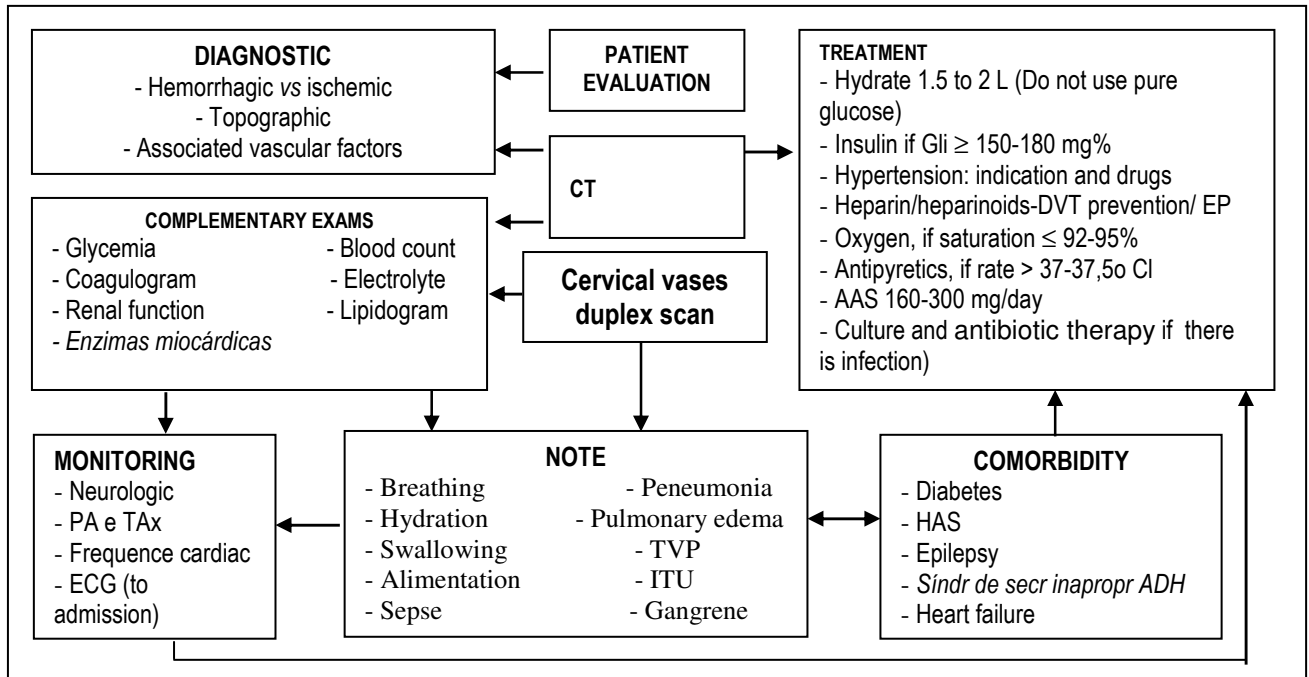 DIAGNOSTIC
- Hemorrhagic vs ischemic
- Topographic
- Associated vascular factors
PATIENT
EVALUATION
TREATMENT
- Hydrate 1.5 to 2 L (Do not use pure
glucose)
- Insulin if Gli ≥ 150-180 mg%
- Hypertension: indication and drugs
- Heparin/heparinoids-DVT prevention/ EP
- Oxygen, if saturation ≤ 92-95%
- Antipyretics, if rate > 37-37,5o Cl
- AAS 160-300 mg/day
- Culture and antibiotic therapy if there
is infection)
CT
COMPLEMENTARY EXAMS
- Glycemia - Blood count
- Coagulogram - Electrolyte
- Renal function - Lipidogram
- Enzimas miocárdicas
Cervical vases
duplex scan
MONITORING
- Neurologic
- PA e TAx
- Frequence cardiac
- ECG (to
admission)
NOTE
- Breathing - Peneumonia
- Hydration - Pulmonary edema
- Swallowing - TVP
- Alimentation - ITU
- Sepse - Gangrene
COMORBIDITY
- Diabetes
- HAS
- Epilepsy
- Síndr de secr inapropr ADH
- Heart failure